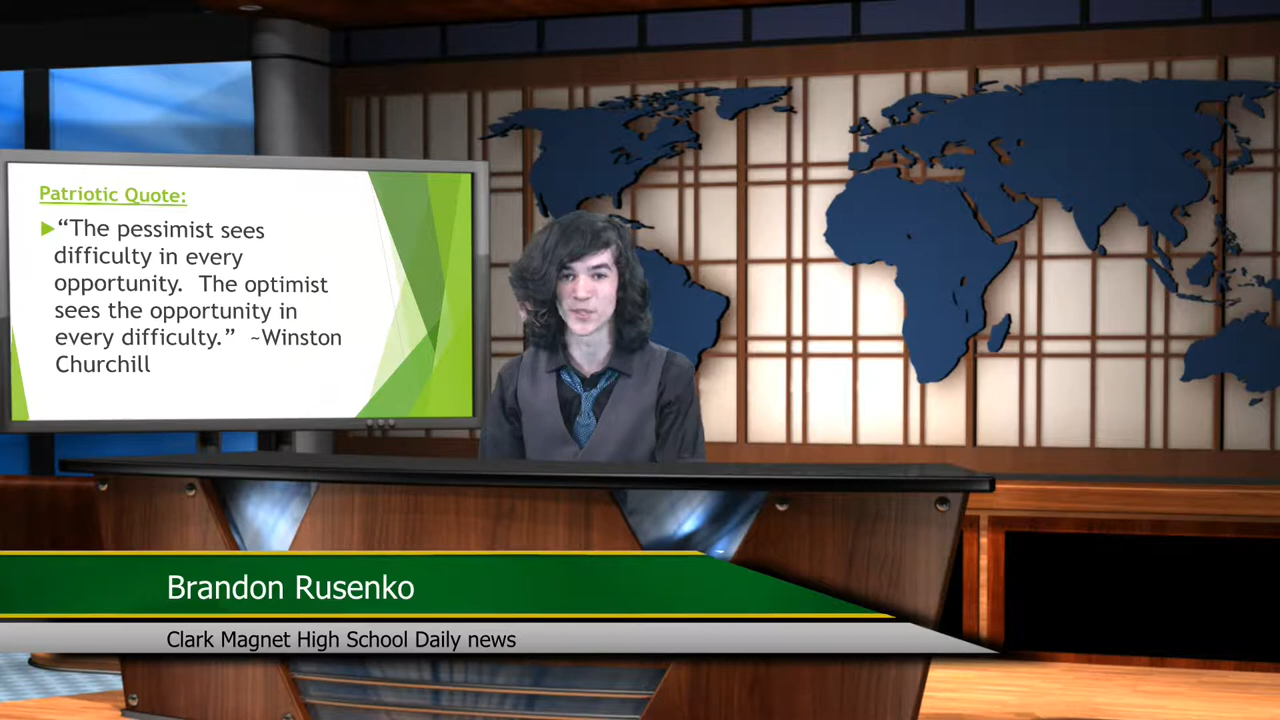 Patriotic Quote:
“The pessimist sees
difficulty in every
opportunity.  The optimist
sees the opportunity in
every difficulty.”  ~Winston
Churchill
Brandon Rusenko
Clark Magnet High School Daily news